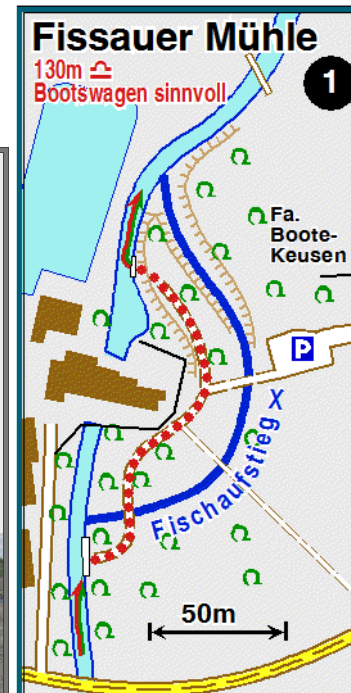 Fissauer Mühle
130m
Bootswagen sinnvoll
1
Fa.
Boote-
Keusen
P
Fischaufstieg X
50m